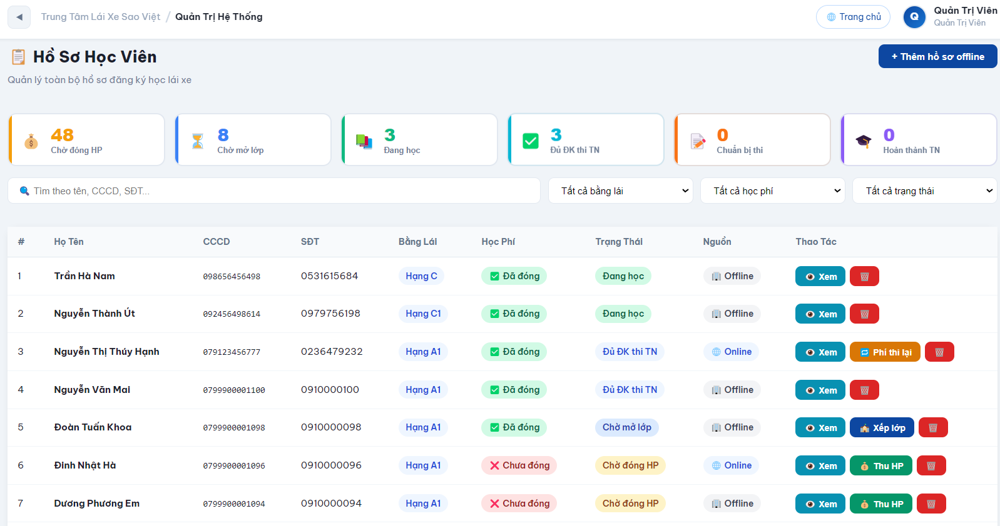 Trung Tâm Lái Xe Sao Việt / Quản Trị Hệ Thống
Trang chủ
Q
Quản Trị Viên
Quản Trị Viên
Hồ Sơ Học Viên
+ Thêm hồ sơ offline
Quản lý toàn bộ hồ sơ đăng ký học lái xe
48
Chờ đóng HP
8
Chờ mở lớp
3
Đang học
3
Đủ ĐK thi TN
0
Chuẩn bị thi
0
Hoàn thành TN
Tìm theo tên, CCCD, SĐT...
Tất cả bằng lái
Tất cả học phí
Tất cả trạng thái
# Họ Tên CCCD SĐT Bằng Lái Học Phí Trạng Thái Nguồn Thao Tác
1 Trần Hà Nam 098656456498 0531615684 Hạng C Đã đóng Đang học Offline Xem
2 Nguyễn Thành Út 092456498614 0979756198 Hạng C1 Đã đóng Đang học Offline Xem
3 Nguyễn Thị Thúy Hạnh 079123456777 0236479232 Hạng A1 Đã đóng Đủ ĐK thi TN Online Xem Phí thi lại
4 Nguyễn Văn Mai 0799900001100 0910000100 Hạng A1 Đã đóng Đủ ĐK thi TN Offline Xem
5 Đoàn Tuấn Khoa 0799900001098 0910000098 Hạng A1 Đã đóng Chờ mở lớp Offline Xem Xếp lớp
6 Đinh Nhật Hà 0799900001096 0910000096 Hạng A1 Chưa đóng Chờ đóng HP Online Xem Thu HP
7 Dương Phương Em 0799900001094 0910000094 Hạng A1 Chưa đóng Chờ đóng HP Offline Xem Thu HP